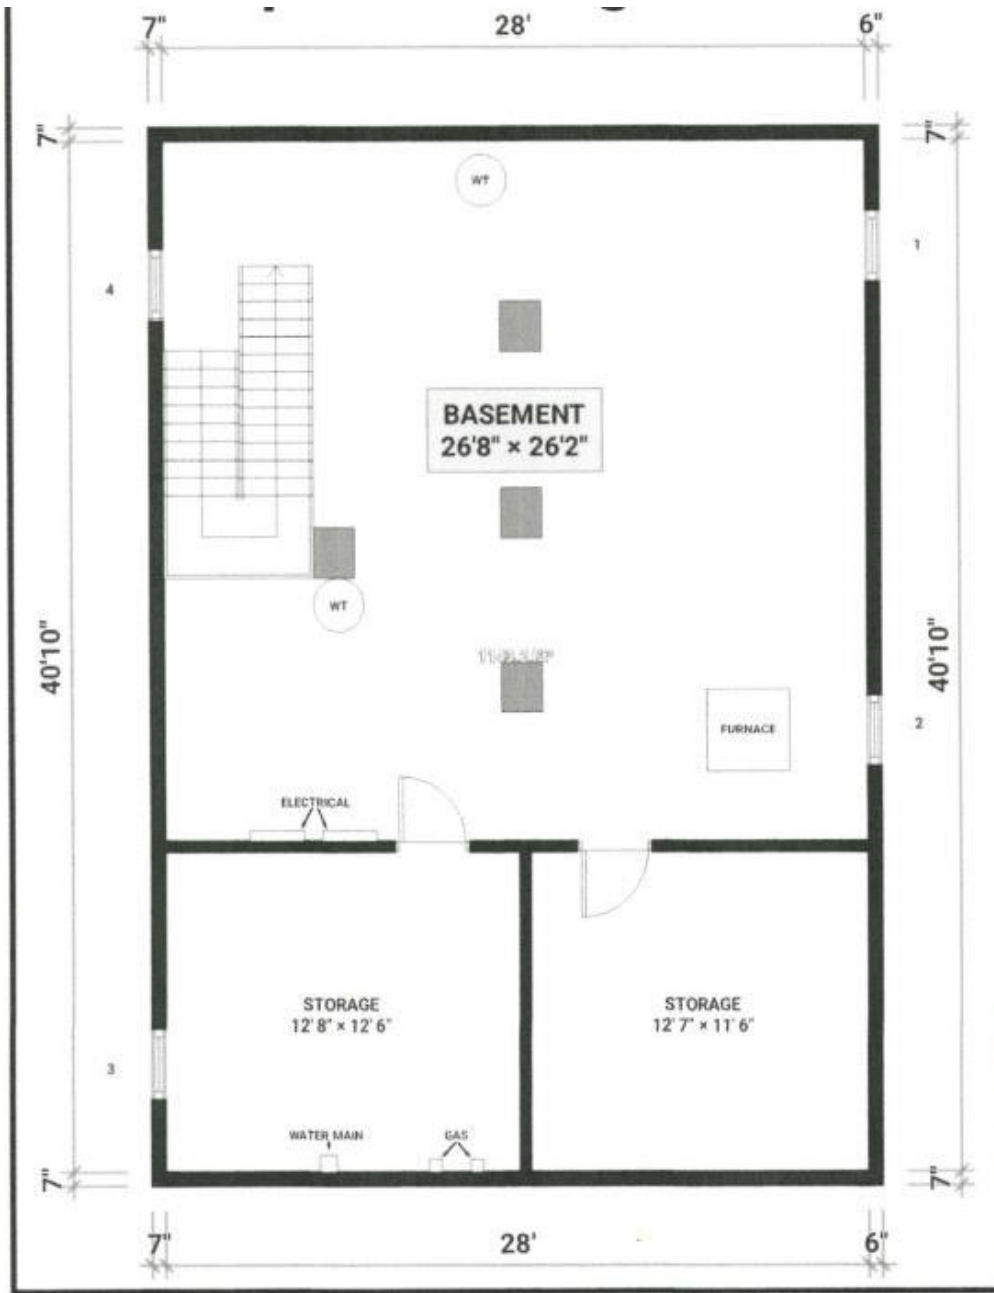 7" 28' 6"
7" 7"
WT
1
4
BASEMENT
26'8" × 26'2"
WT
40'10" 40'10"
2
FURNACE
ELECTRICAL
STORAGE STORAGE
12' 8" × 12' 6" 12' 7" × 11' 6"
3
WATER MAIN GAS
7" 7"
7" 28' 6"